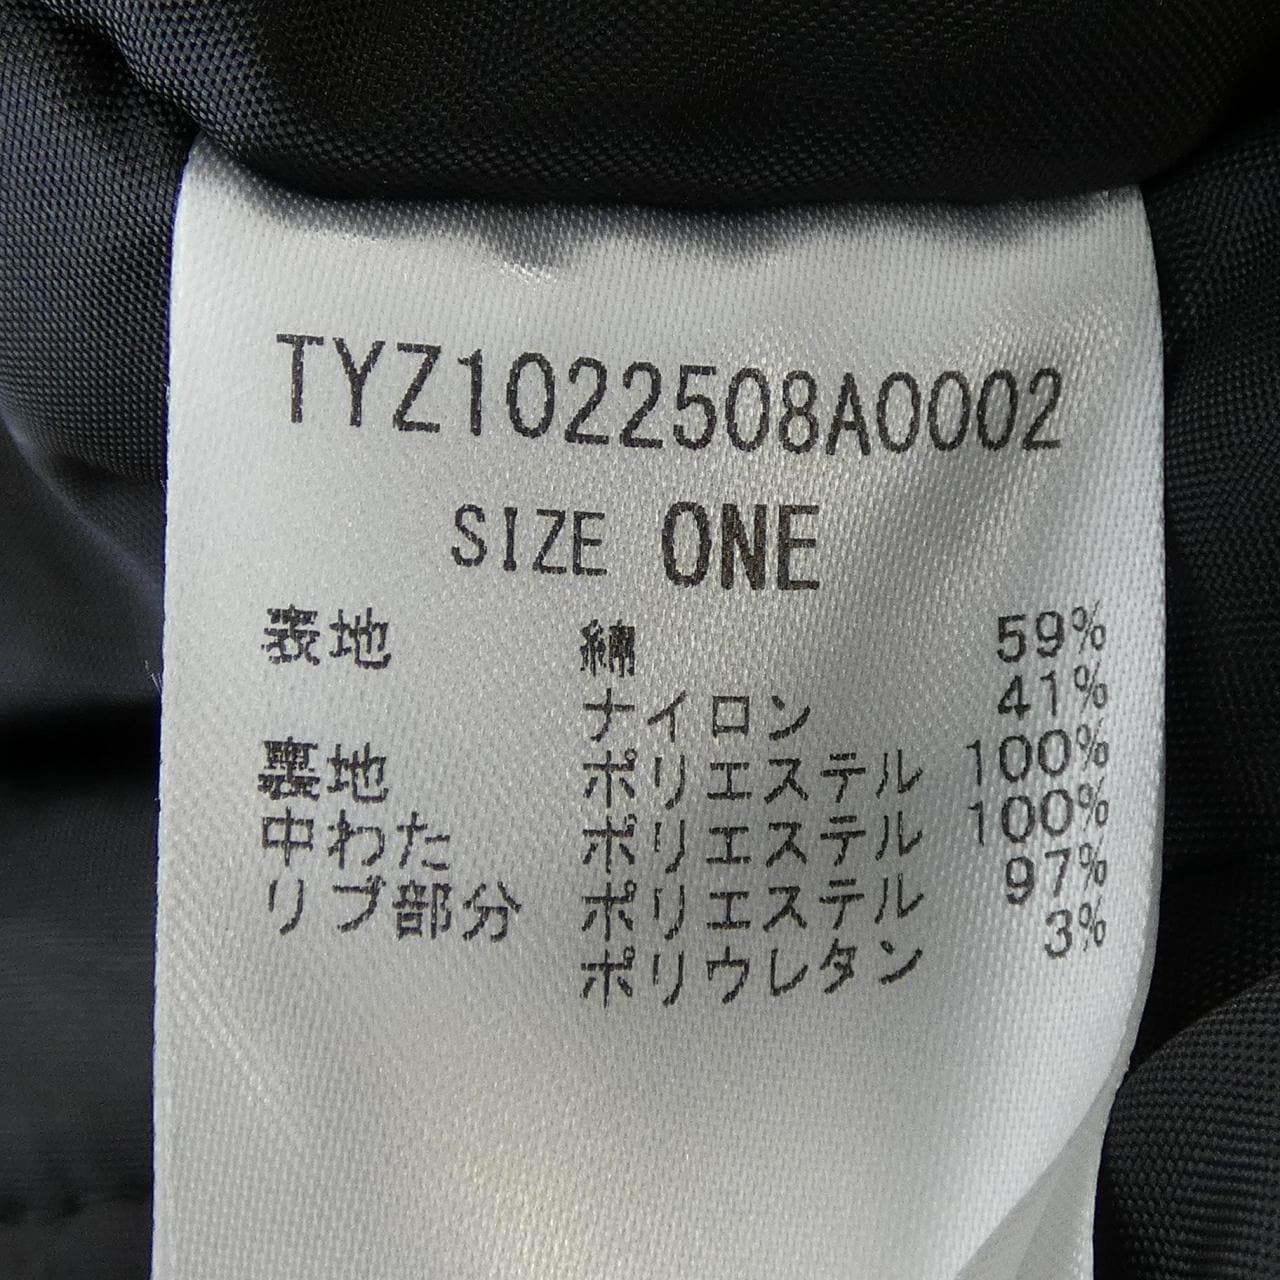 TYZ1022508A0002
SIZE ONE
表地 綿 59%
ナイロン 41%
裏地 ポリエステル 100%
中わた ポリエステル 100%
リブ部分 ポリエステル 97%
ポリウレタン 3%